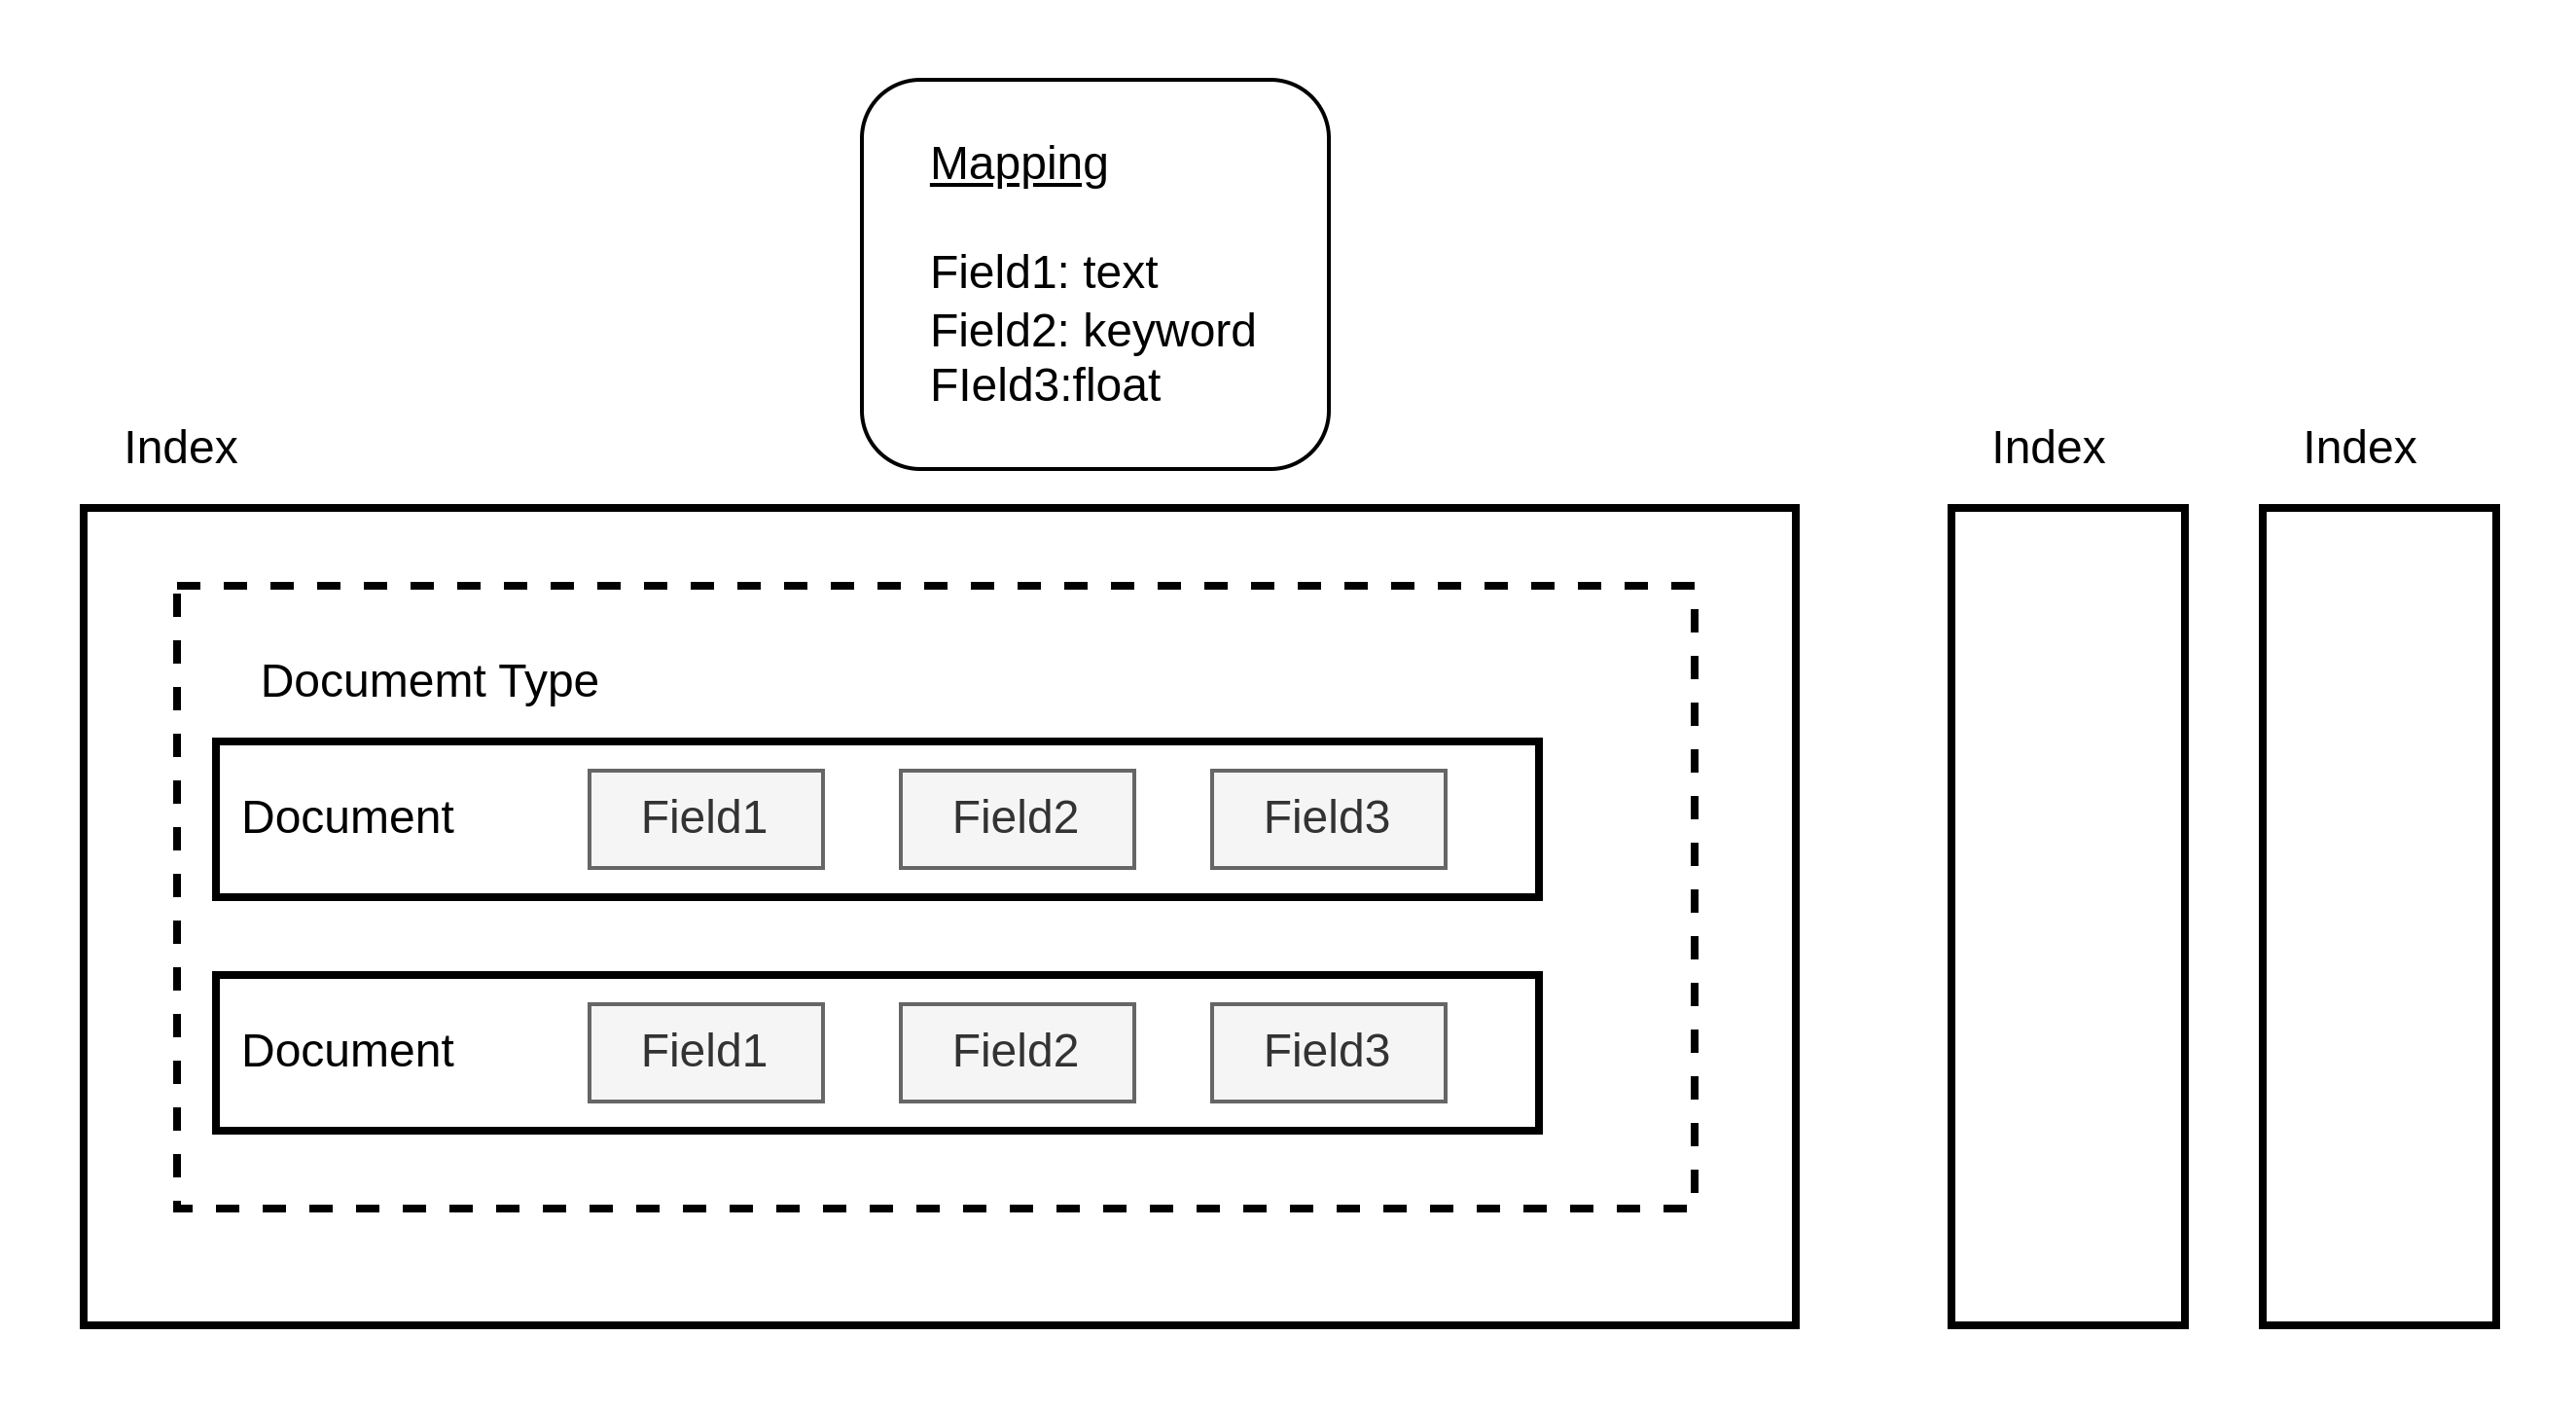 Mapping
Field1: text
Field2: keyword
FIeld3:float
Index
Index
Index
Documemt Type
Document
Field1
Field2
Field3
Document
Field1
Field2
Field3